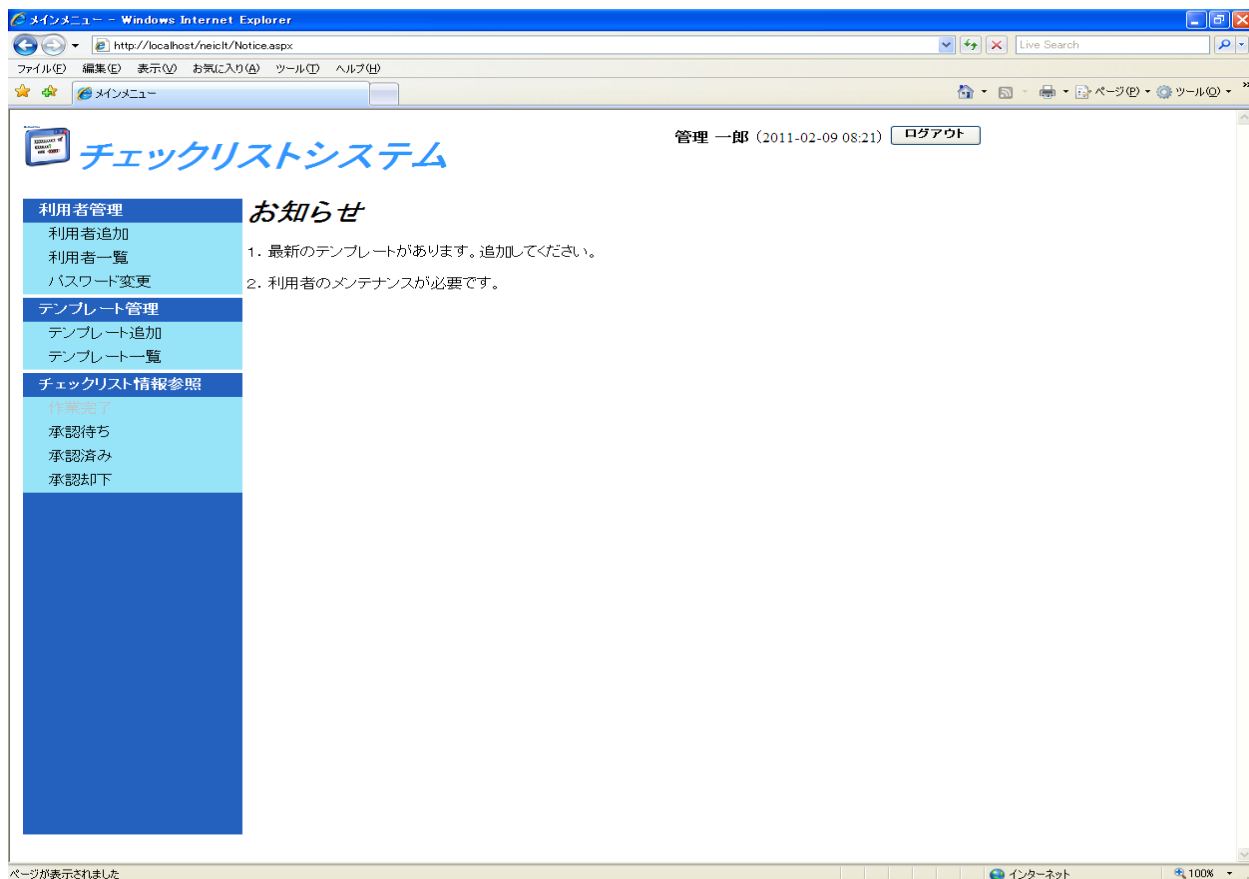 メインメニュー - Windows Internet Explorer
http://localhost/neiclt/Notice.aspx
Live Search
ファイル(F) 編集(E) 表示(V) お気に入り(A) ツール(T) ヘルプ(H)
メインメニュー
ページ(P) ツール(O)
チェックリストシステム
管理 一郎 (2011-02-09 08:21) ログアウト
利用者管理
利用者追加
利用者一覧
パスワード変更
テンプレート管理
テンプレート追加
テンプレート一覧
チェックリスト情報参照
作業完了
承認待ち
承認済み
承認却下
お知らせ
1. 最新のテンプレートがあります。追加してください。
2. 利用者のメンテナンスが必要です。
ページが表示されました
インターネット
100%